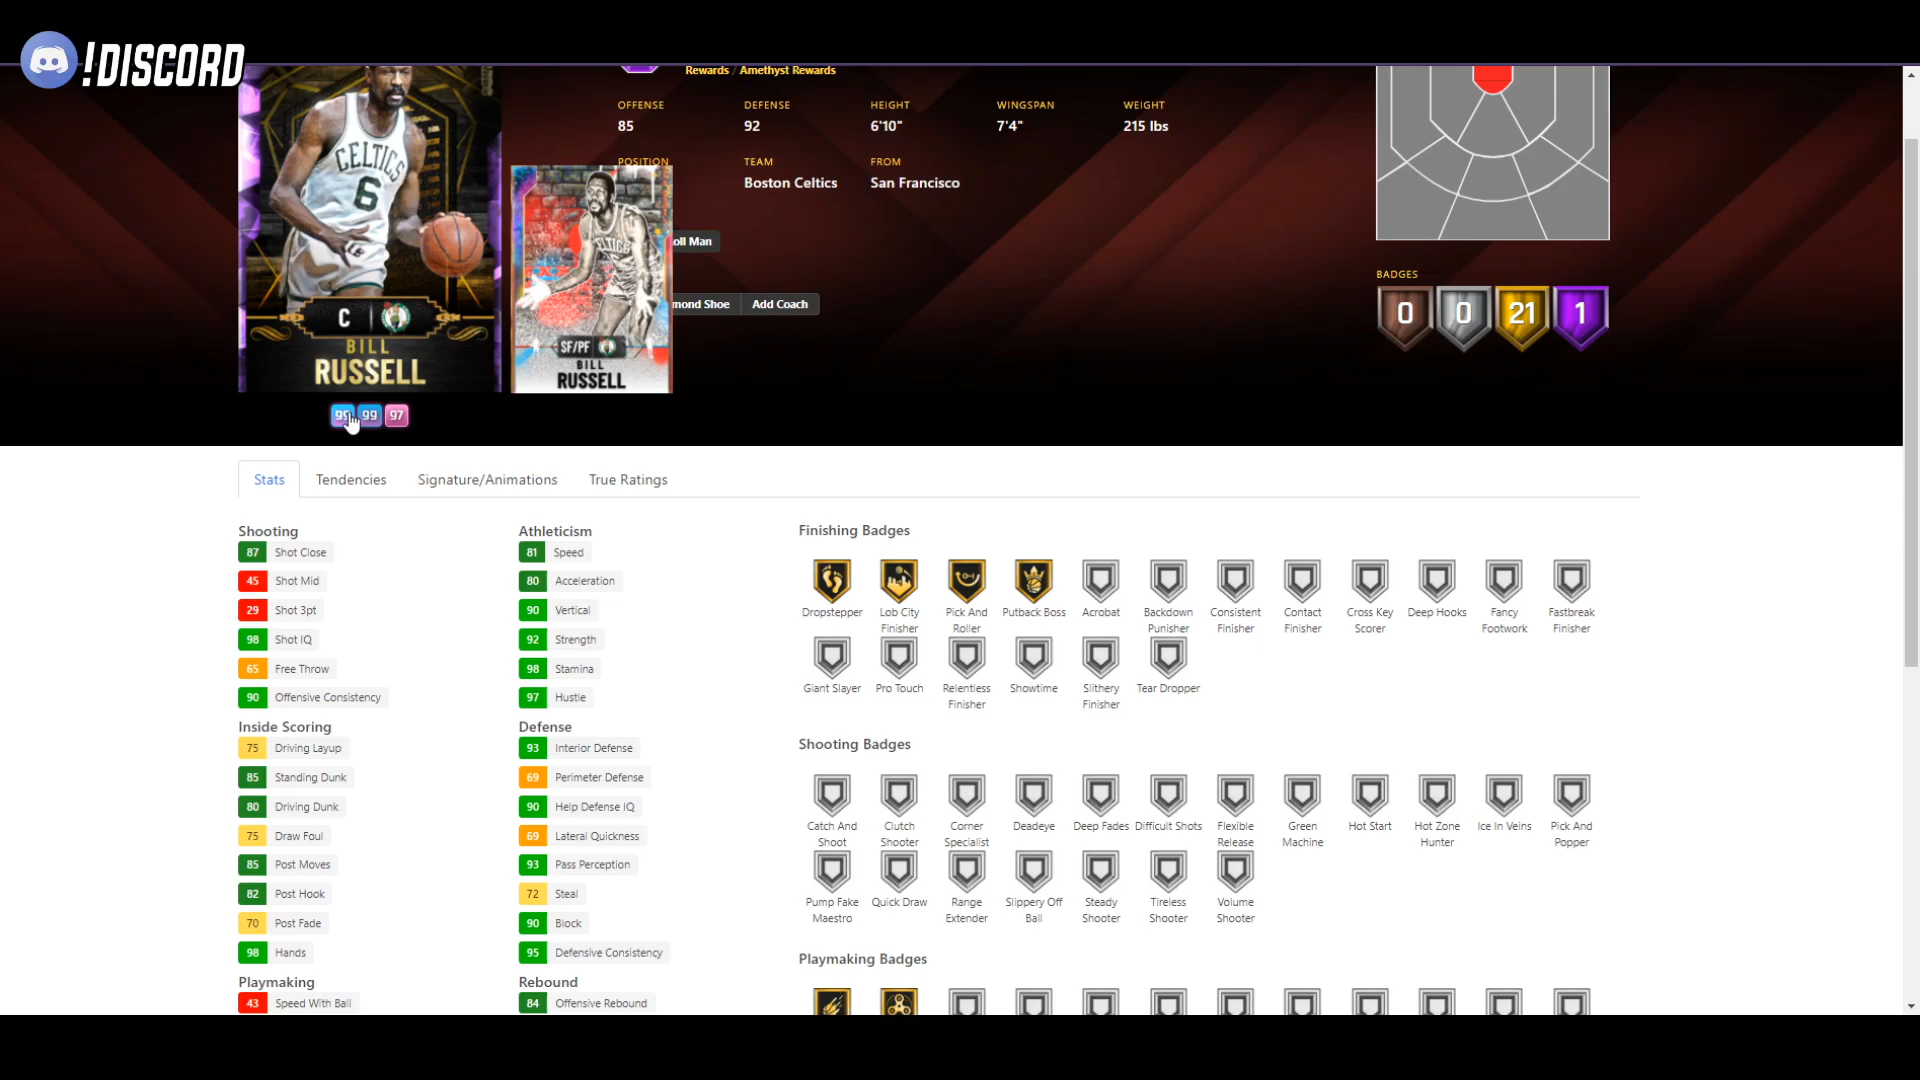 !DISCORD
Rewards / Amethyst Rewards
OFFENSE DEFENSE HEIGHT WINGSPAN WEIGHT
85 92 6'10" 7'4" 215 lbs
POSITION TEAM FROM
Boston Celtics San Francisco
oll Man
mond Shoe Add Coach
CELTICS
6
C
BILL
RUSSELL
CELTICS
SF/PF
BILL
RUSSELL
99 99 97
BADGES
0 0 21 1
Stats Tendencies Signature/Animations True Ratings
Shooting
87 Shot Close
45 Shot Mid
29 Shot 3pt
98 Shot IQ
65 Free Throw
90 Offensive Consistency
Inside Scoring
75 Driving Layup
85 Standing Dunk
80 Driving Dunk
75 Draw Foul
85 Post Moves
82 Post Hook
70 Post Fade
98 Hands
Playmaking
43 Speed With Ball
Athleticism
81 Speed
80 Acceleration
90 Vertical
92 Strength
98 Stamina
97 Hustle
Defense
93 Interior Defense
69 Perimeter Defense
90 Help Defense IQ
69 Lateral Quickness
93 Pass Perception
72 Steal
90 Block
95 Defensive Consistency
Rebound
84 Offensive Rebound
Finishing Badges
Dropstepper Lob City Pick And Putback Boss Acrobat Backdown Consistent Contact Cross Key Deep Hooks Fancy Fastbreak
Finisher Roller Punisher Finisher Finisher Scorer Footwork Finisher
Giant Slayer Pro Touch Relentless Showtime Slithery Tear Dropper
Finisher Finisher
Shooting Badges
Catch And Clutch Corner Deadeye Deep Fades Difficult Shots Flexible Green Hot Start Hot Zone Ice In Veins Pick And
Shoot Shooter Specialist Release Machine Hunter Popper
Pump Fake Quick Draw Range Slippery Off Steady Tireless Volume
Maestro Extender Ball Shooter Shooter Shooter
Playmaking Badges